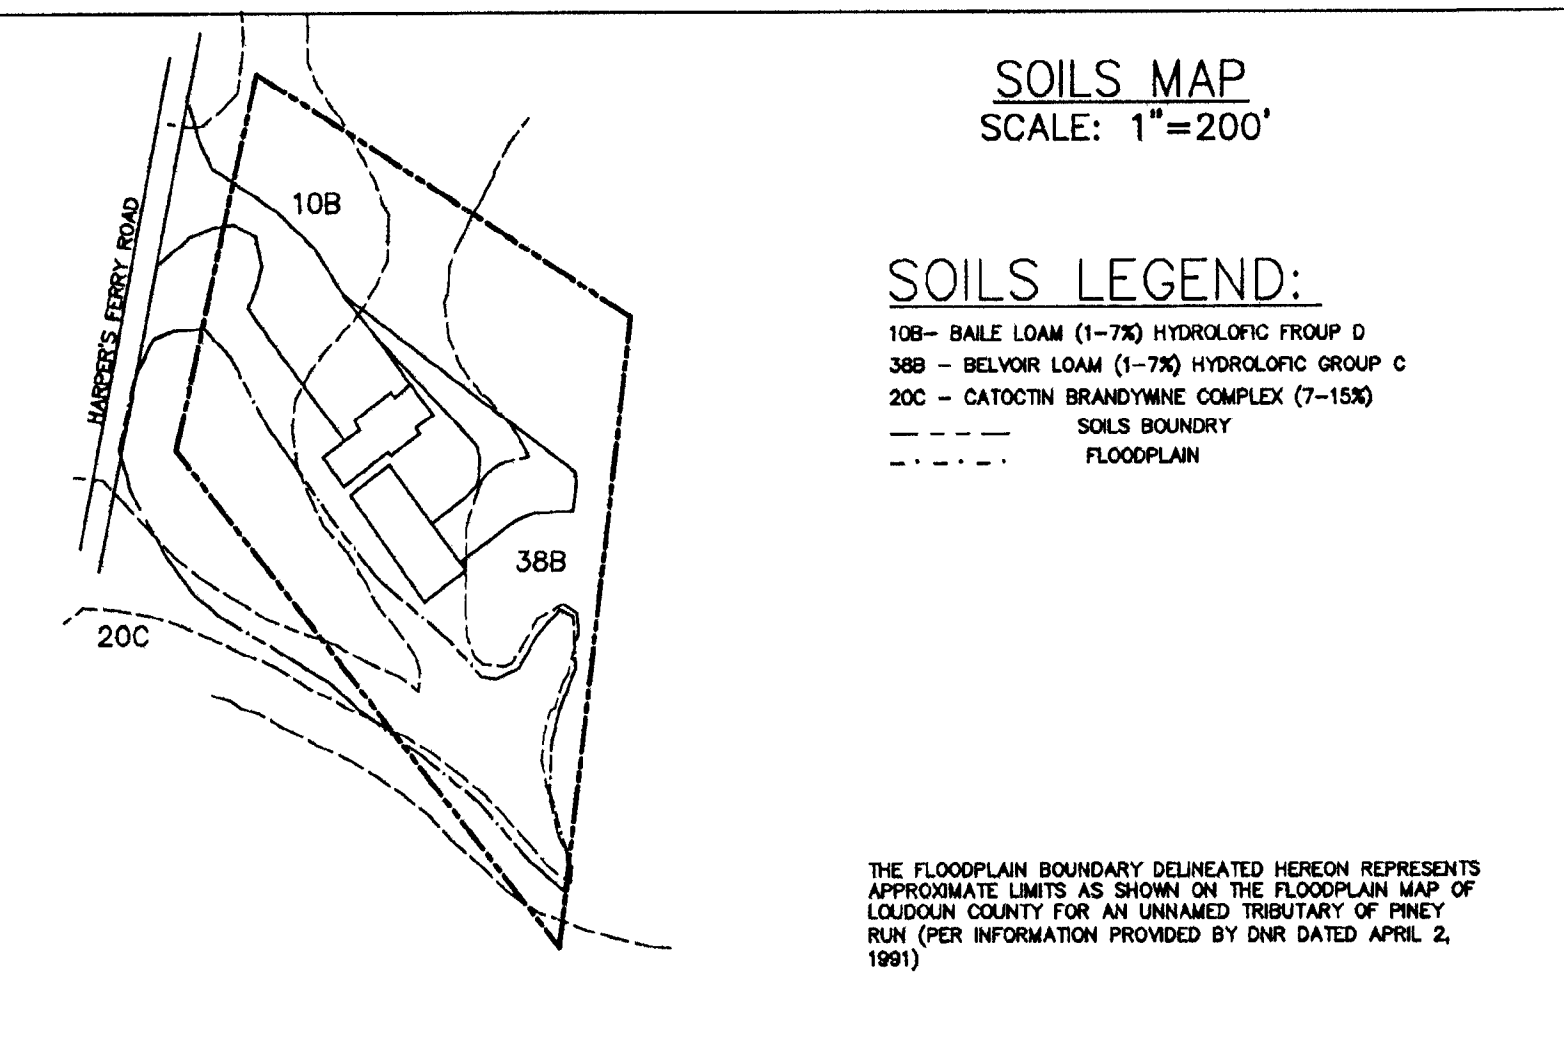 SOILS MAP
SCALE: 1"=200'
10B
HARPER'S FERRY ROAD
SOILS LEGEND:
10B- BAILE LOAM (1-7%) HYDROLOFIC FROUP D
38B - BELVOIR LOAM (1-7%) HYDROLOFIC GROUP C
20C - CATOCTIN BRANDYWINE COMPLEX (7-15%)
SOILS BOUNDRY
FLOODPLAIN
38B
20C
THE FLOODPLAIN BOUNDARY DELINEATED HEREON REPRESENTS
APPROXIMATE LIMITS AS SHOWN ON THE FLOODPLAIN MAP OF
LOUDOUN COUNTY FOR AN UNNAMED TRIBUTARY OF PINEY
RUN (PER INFORMATION PROVIDED BY DNR DATED APRIL 2,
1991)